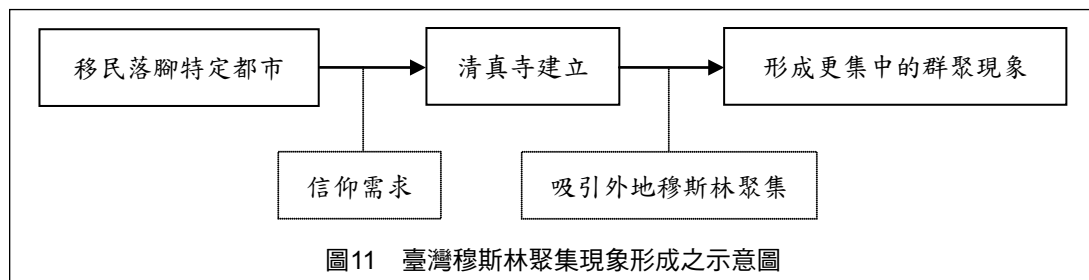 移民落腳特定都市
清真寺建立
形成更集中的群聚現象
信仰需求
吸引外地穆斯林聚集
圖11　臺灣穆斯林聚集現象形成之示意圖